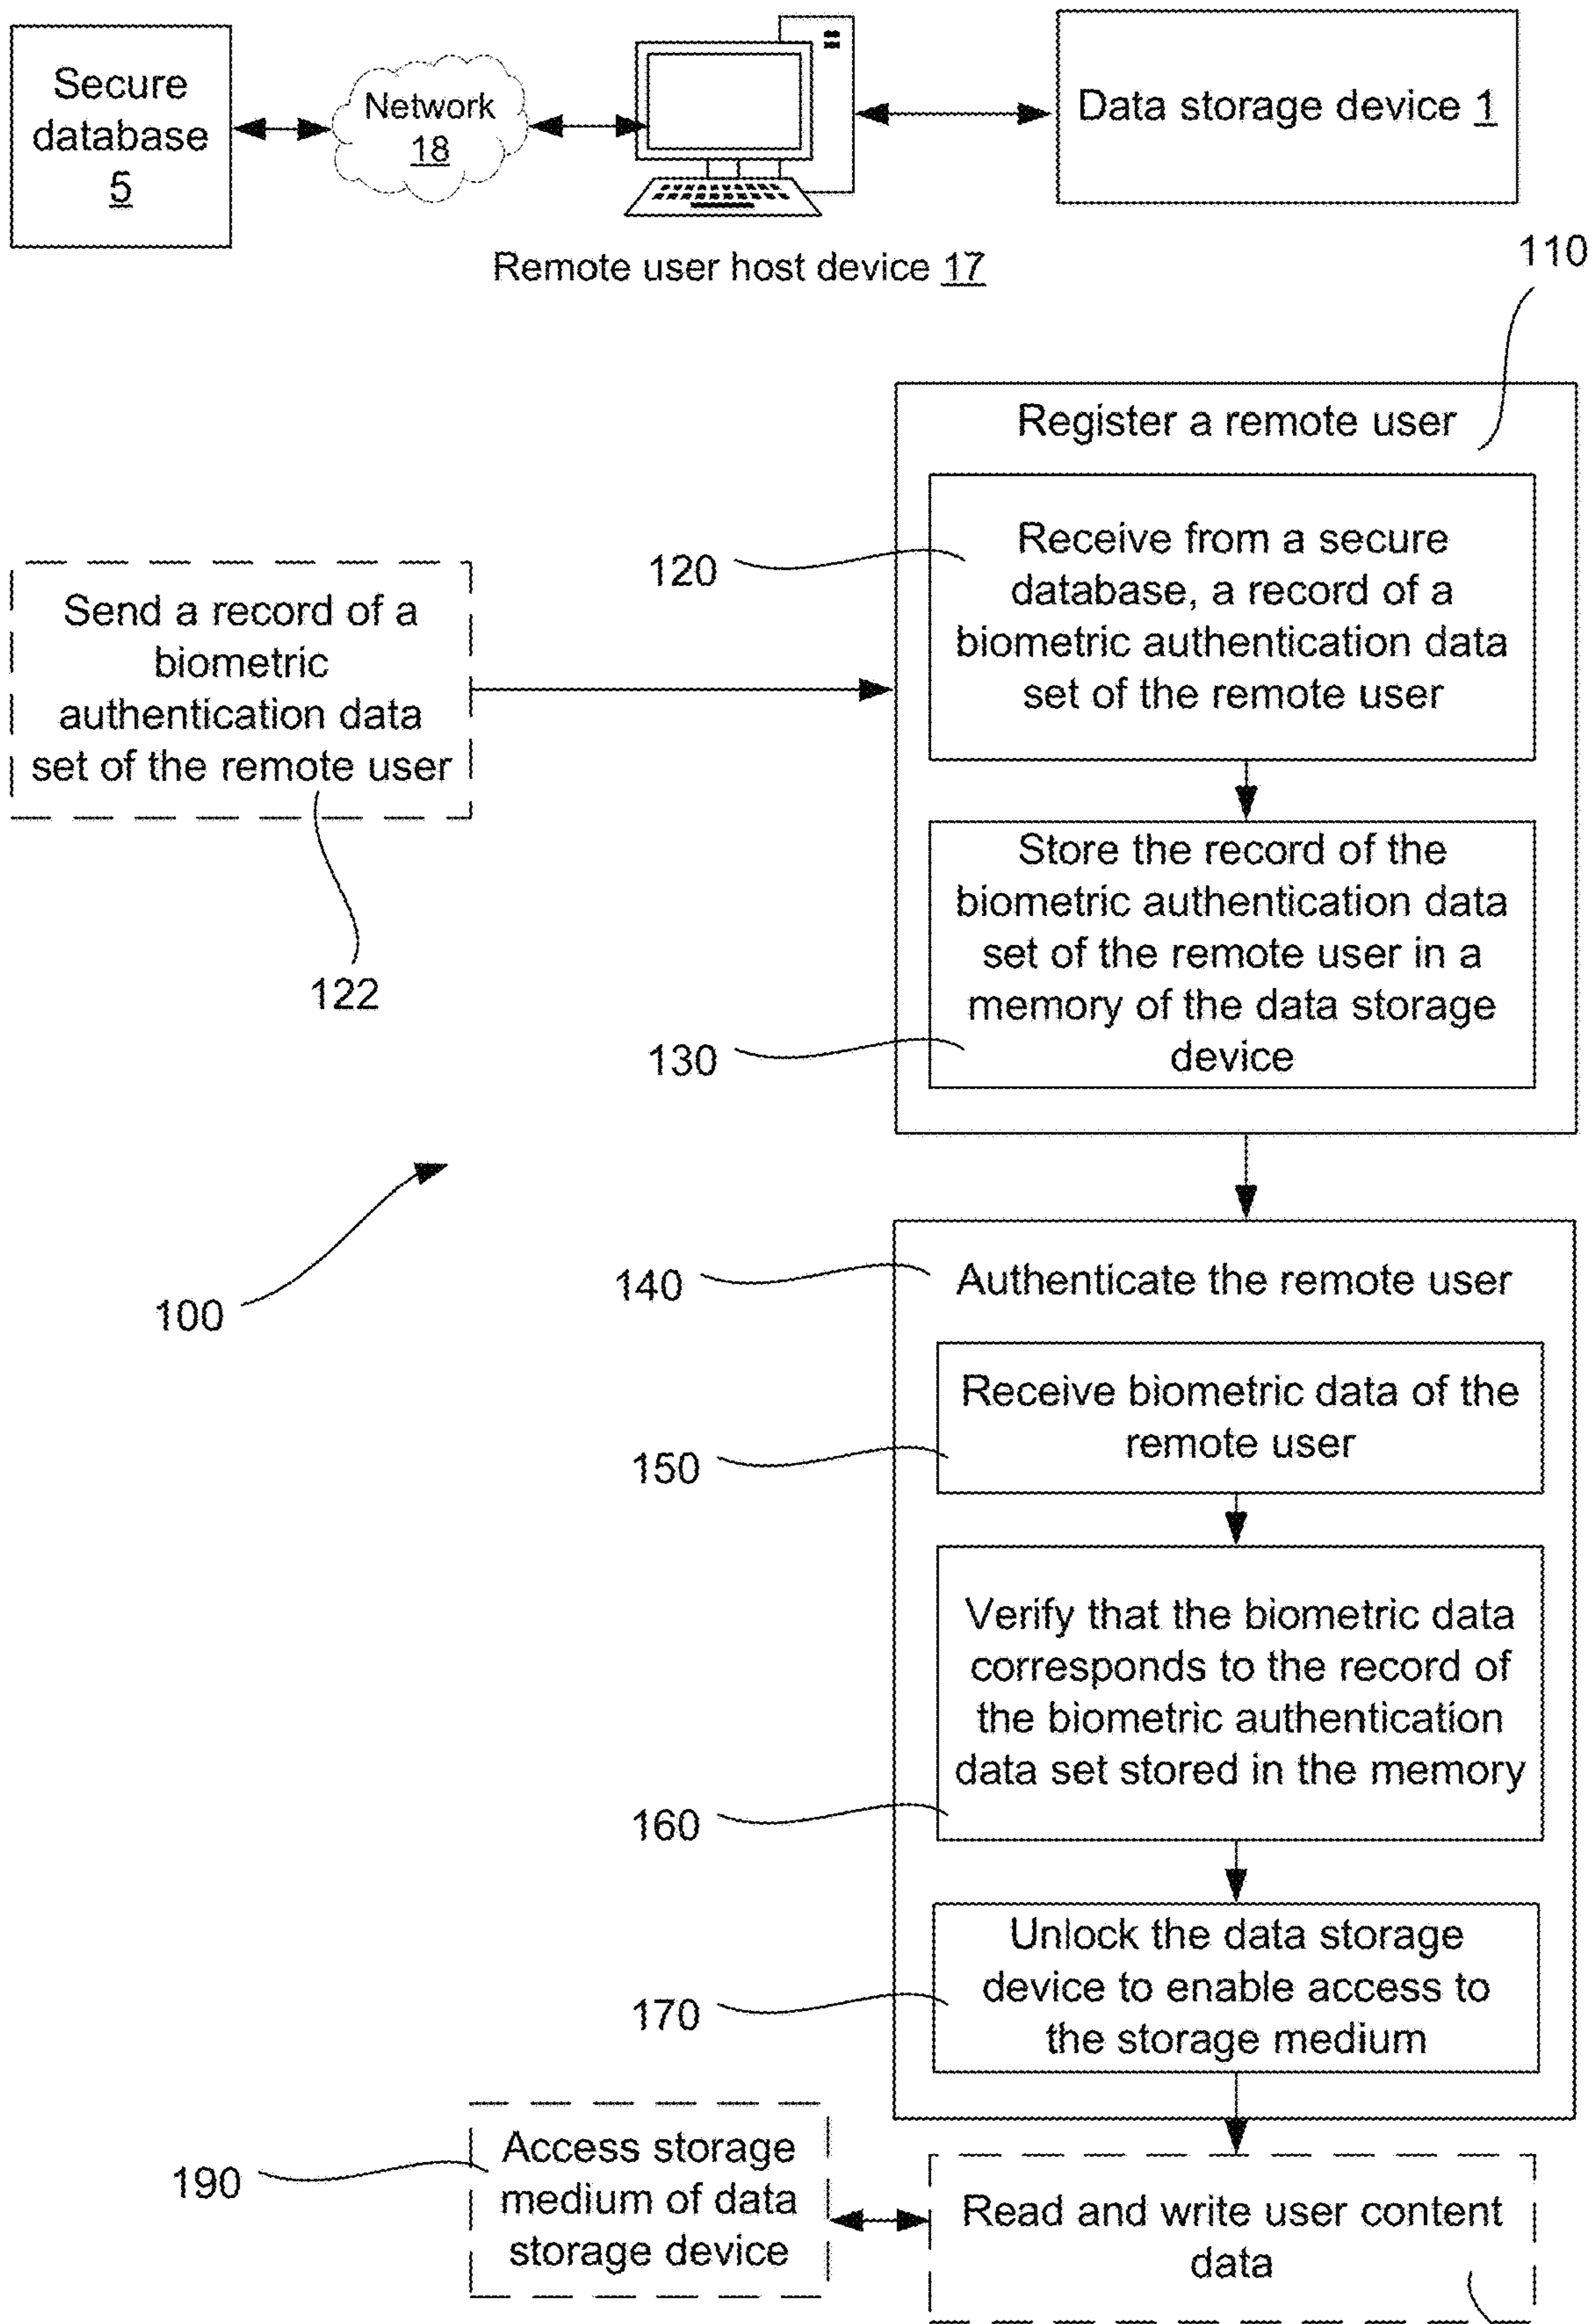 Secure
database
5
Network
18
Data storage device 1
Remote user host device 17
110
Register a remote user
120
Receive from a secure
database, a record of a
biometric authentication data
set of the remote user
Send a record of a
biometric
authentication data
set of the remote user
122
Store the record of the
biometric authentication data
set of the remote user in a
memory of the data storage
device
130
100
140
Authenticate the remote user
Receive biometric data of the
remote user
150
Verify that the biometric data
corresponds to the record of
the biometric authentication
data set stored in the memory
160
Unlock the data storage
device to enable access to
the storage medium
170
190
Access storage
medium of data
storage device
Read and write user content
data